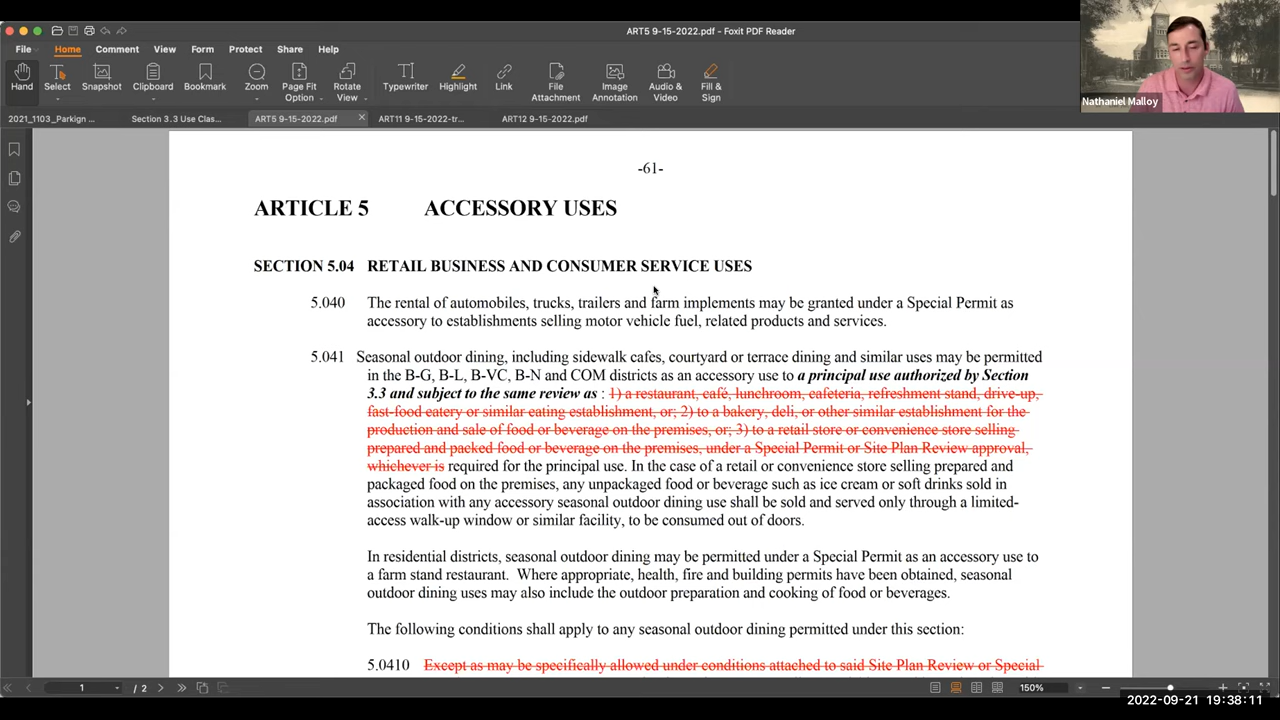 ART5 9-15-2022.pdf - Foxit PDF Reader
File Home Comment View Form Protect Share Help
Hand Select Snapshot Clipboard Bookmark Zoom Page Fit Option Rotate View Typewriter Highlight Link File Attachment Image Annotation Audio & Video Fill & Sign
Nathaniel Malloy
2021_1103_Parkign ... Section 3.3 Use Clas... ART5 9-15-2022.pdf ART11 9-15-2022-tr... ART12 9-15-2022.pdf
-61-
ARTICLE 5 ACCESSORY USES
SECTION 5.04 RETAIL BUSINESS AND CONSUMER SERVICE USES
5.040 The rental of automobiles, trucks, trailers and farm implements may be granted under a Special Permit as
accessory to establishments selling motor vehicle fuel, related products and services.
5.041 Seasonal outdoor dining, including sidewalk cafes, courtyard or terrace dining and similar uses may be permitted
in the B-G, B-L, B-VC, B-N and COM districts as an accessory use to a principal use authorized by Section
3.3 and subject to the same review as : 1) a restaurant, café, lunchroom, cafeteria, refreshment stand, drive-up,
fast-food eatery or similar eating establishment, or; 2) to a bakery, deli, or other similar establishment for the
production and sale of food or beverage on the premises, or; 3) to a retail store or convenience store selling
prepared and packed food or beverage on the premises, under a Special Permit or Site Plan Review approval,
whichever is required for the principal use. In the case of a retail or convenience store selling prepared and
packaged food on the premises, any unpackaged food or beverage such as ice cream or soft drinks sold in
association with any accessory seasonal outdoor dining use shall be sold and served only through a limited-
access walk-up window or similar facility, to be consumed out of doors.
In residential districts, seasonal outdoor dining may be permitted under a Special Permit as an accessory use to
a farm stand restaurant. Where appropriate, health, fire and building permits have been obtained, seasonal
outdoor dining uses may also include the outdoor preparation and cooking of food or beverages.
The following conditions shall apply to any seasonal outdoor dining permitted under this section:
5.0410 Except as may be specifically allowed under conditions attached to said Site Plan Review or Special
1 / 2 150%
2022-09-21 19:38:11